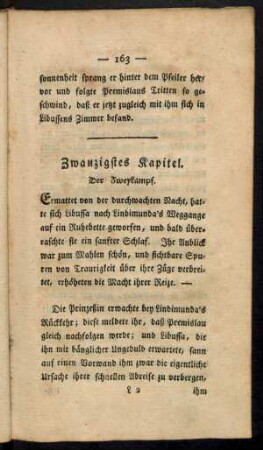 — 163 —
sonnenheit sprang er hinter dem Pfeiler her-
vor und folgte Premislaus Tritten so ge-
schwind, daß er jetzt zugleich mit ihm sich in
Libussens Zimmer befand.
Zwanzigstes Kapitel.
Der Zweykampf.
Ermattet von der durchwachten Nacht, hat-
te sich Libussa nach Lindimunda's Weggange
auf ein Ruhebette geworfen, und bald über-
raschte sie ein sanfter Schlaf. Ihr Anblick
war zum Mahlen schön, und sichtbare Spu-
ren von Traurigkeit über ihre Züge verbrei-
tet, erhöheten die Macht ihrer Reize. —
Die Prinzeßin erwachte bey Lindimunda's
Rückkehr; diese meldete ihr, daß Premislau
gleich nachfolgen werde; und Libussa, die
ihn mit bänglicher Ungeduld erwartete, sann
auf einen Vorwand ihm zwar die eigentliche
Ursache ihrer schnellen Abreise zu verbergen,
L 2 ihm